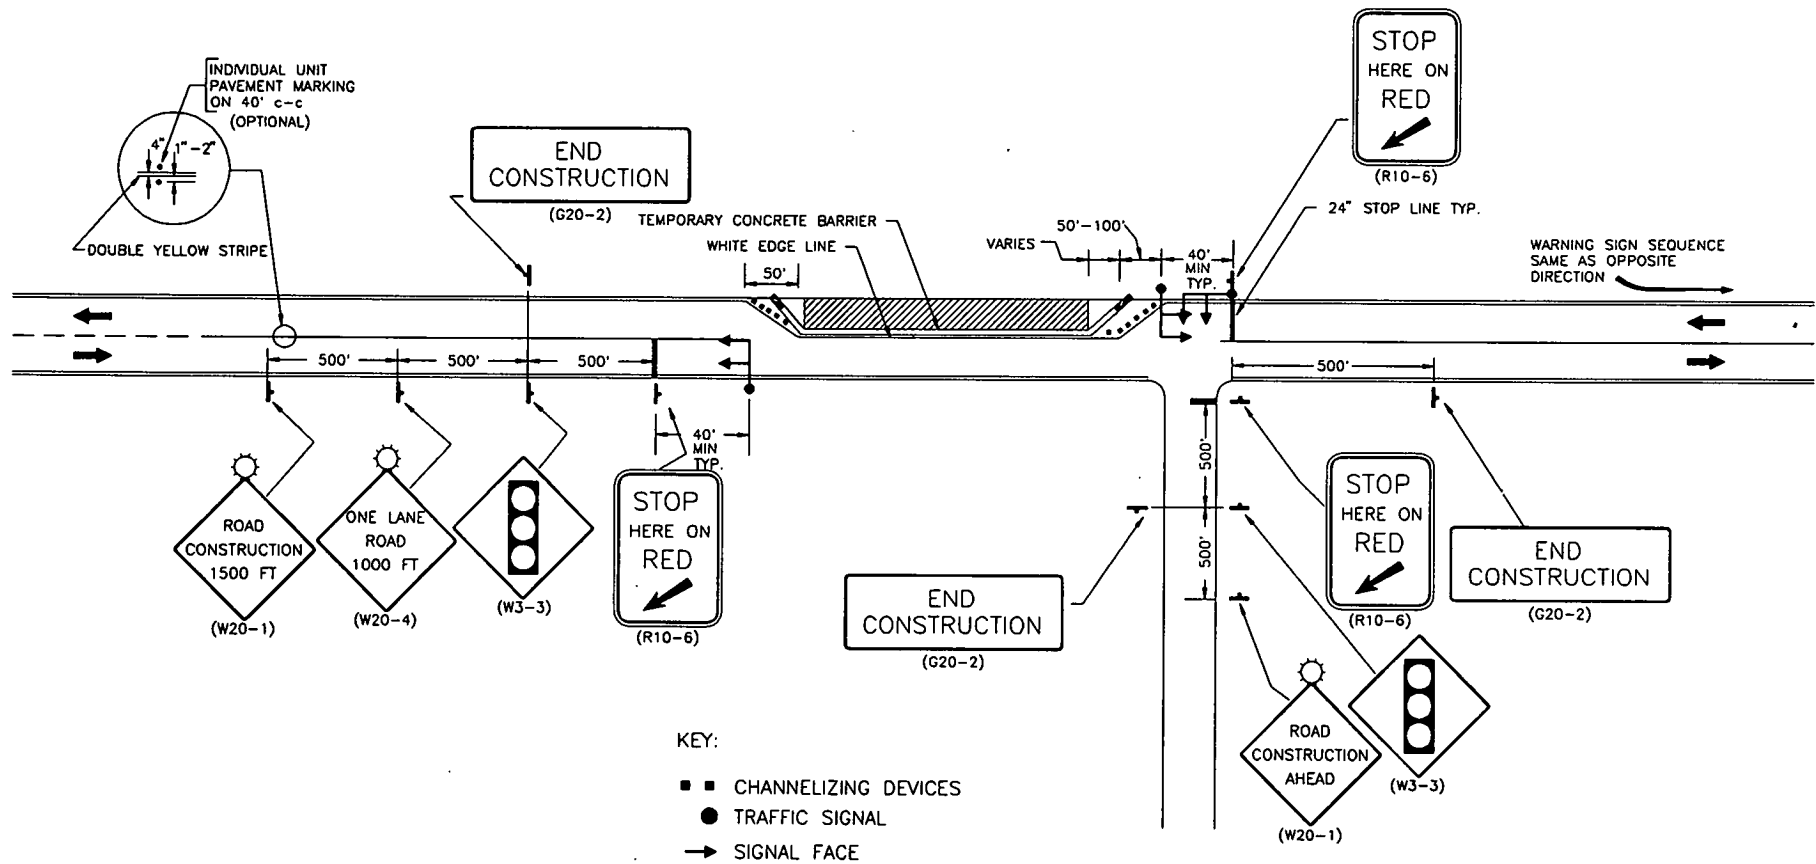 STOP
HERE ON
RED
(R10-6)
INDIVIDUAL UNIT
PAVEMENT MARKING
ON 40' c-c
(OPTIONAL)
4"
1"-2"
DOUBLE YELLOW STRIPE
END
CONSTRUCTION
(G20-2)
TEMPORARY CONCRETE BARRIER
WHITE EDGE LINE
VARIES
50'-100'
40'
MIN
TYP.
24" STOP LINE TYP.
WARNING SIGN SEQUENCE
SAME AS OPPOSITE
DIRECTION
50'
500'
500'
500'
500'
40'
MIN
TYP.
ROAD
CONSTRUCTION
1500 FT
(W20-1)
ONE LANE
ROAD
1000 FT
(W20-4)
(W3-3)
STOP
HERE ON
RED
(R10-6)
500'
500'
END
CONSTRUCTION
(G20-2)
STOP
HERE ON
RED
(R10-6)
END
CONSTRUCTION
(G20-2)
ROAD
CONSTRUCTION
AHEAD
(W20-1)
(W3-3)
KEY:
CHANNELIZING DEVICES
TRAFFIC SIGNAL
SIGNAL FACE